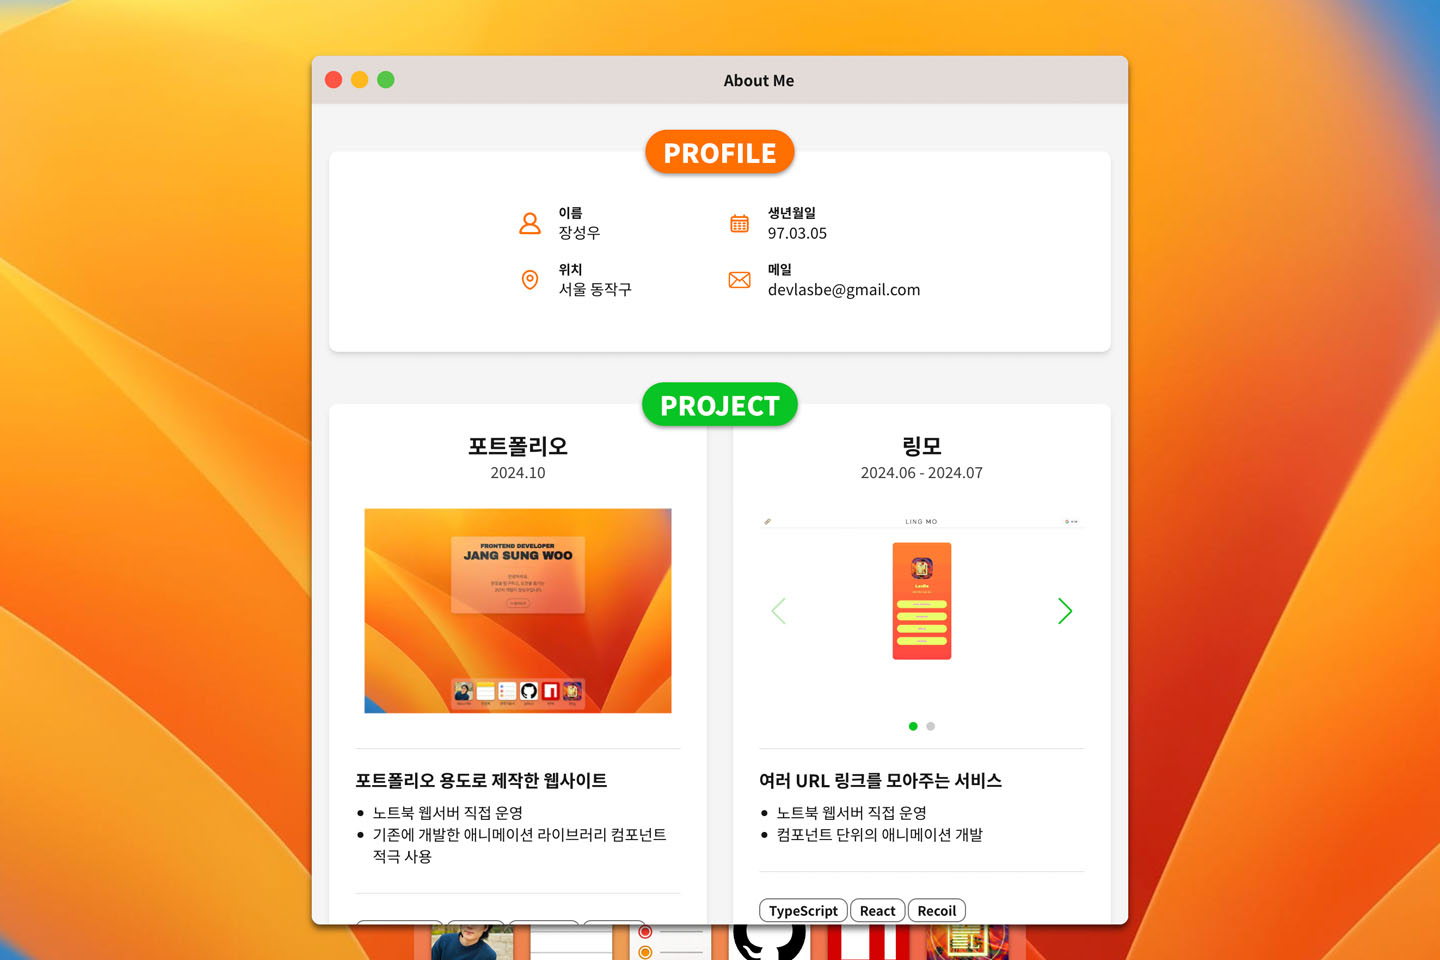 About Me
PROFILE
이름
장성우
생년월일
97.03.05
위치
서울 동작구
메일
devlasbe@gmail.com
PROJECT
포트폴리오
2024.10
FRONTEND DEVELOPER
JANG SUNG WOO
포트폴리오 용도로 제작한 웹사이트
노트북 웹서버 직접 운영
기존에 개발한 애니메이션 라이브러리 컴포넌트
적극 사용
링모
2024.06 - 2024.07
LING MO
여러 URL 링크를 모아주는 서비스
노트북 웹서버 직접 운영
컴포넌트 단위의 애니메이션 개발
TypeScript
React
Recoil